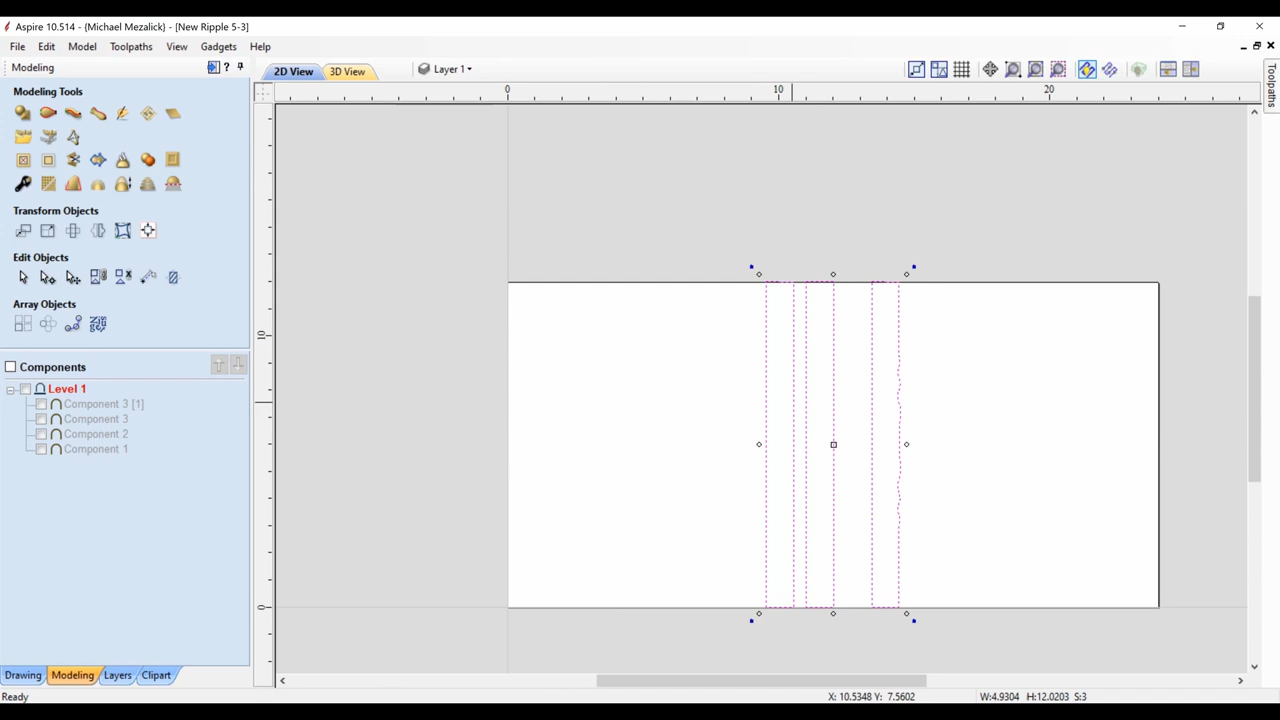 Aspire 10.514 - {Michael Mezalick} - [New Ripple 5-3]
File Edit Model Toolpaths View Gadgets Help
Modeling ?
2D View 3D View Layer 1
Toolpaths
Modeling Tools
0 10 20
Transform Objects
Edit Objects
Array Objects
10
Components
Level 1
Component 3 [1]
Component 3
Component 2
Component 1
0
Drawing Modeling Layers Clipart
Ready X: 10.5348 Y: 7.5602 W:4.9304 H:12.0203 S:3